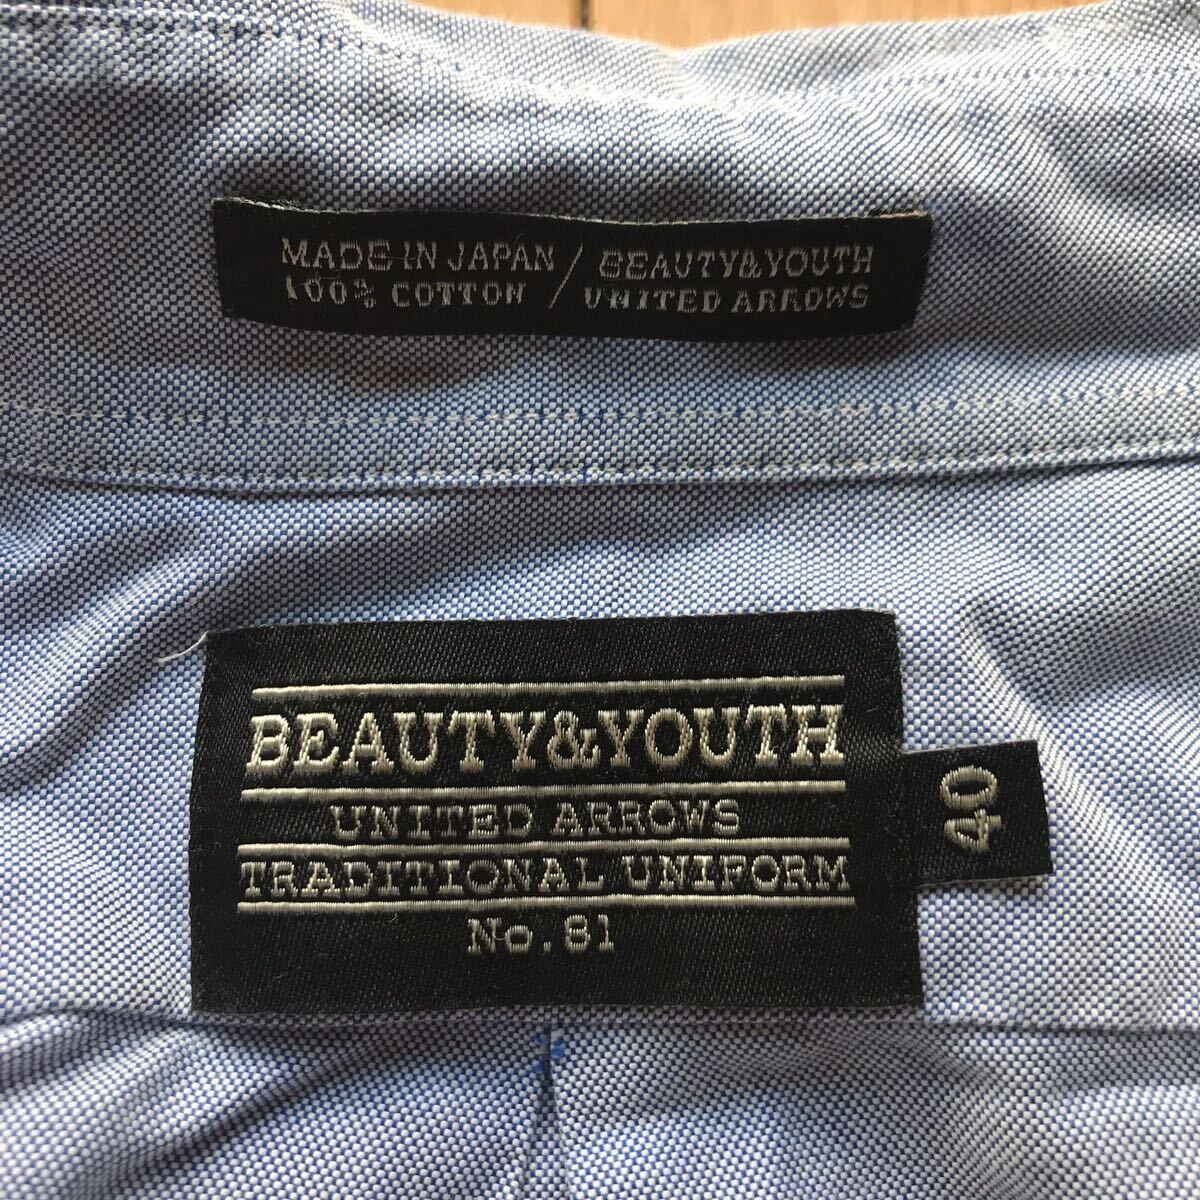 MADE IN JAPAN / BEAUTY&YOUTH
100% COTTON / UNITED ARROWS
BEAUTY&YOUTH
UNITED ARROWS
TRADITIONAL UNIFORM
No.81
40